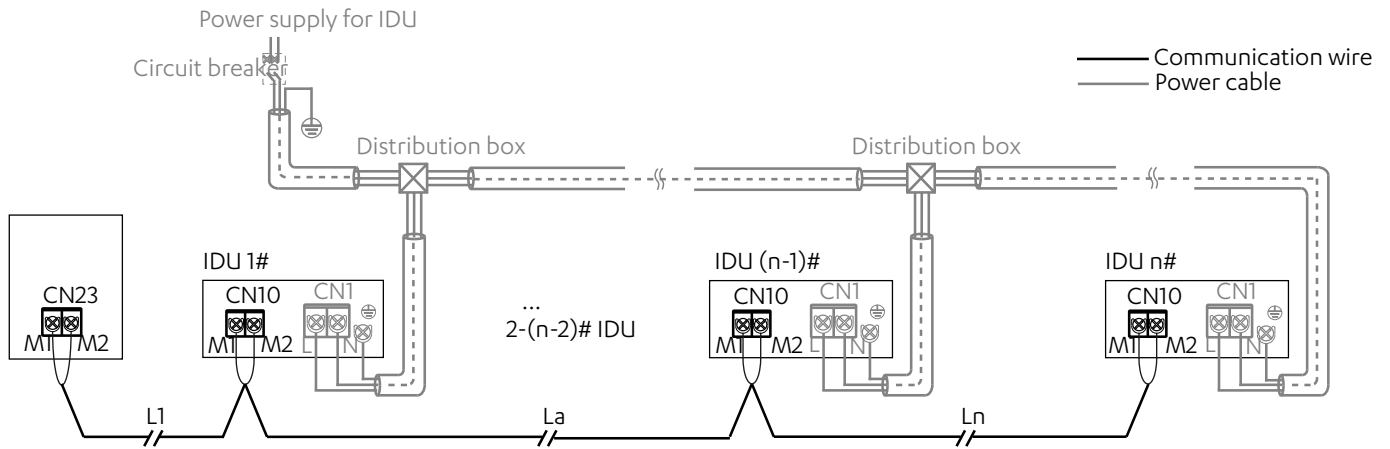 Power supply for IDU
Circuit breaker
Communication wire
Power cable
Distribution box
Distribution box
IDU 1#
IDU (n-1)#
IDU n#
CN23
CN10
CN1
...
2-(n-2)# IDU
CN10
CN1
CN10
CN1
M1 M2
M1 M2 L N
M1 M2 L N
M1 M2 L N
L1
La
Ln